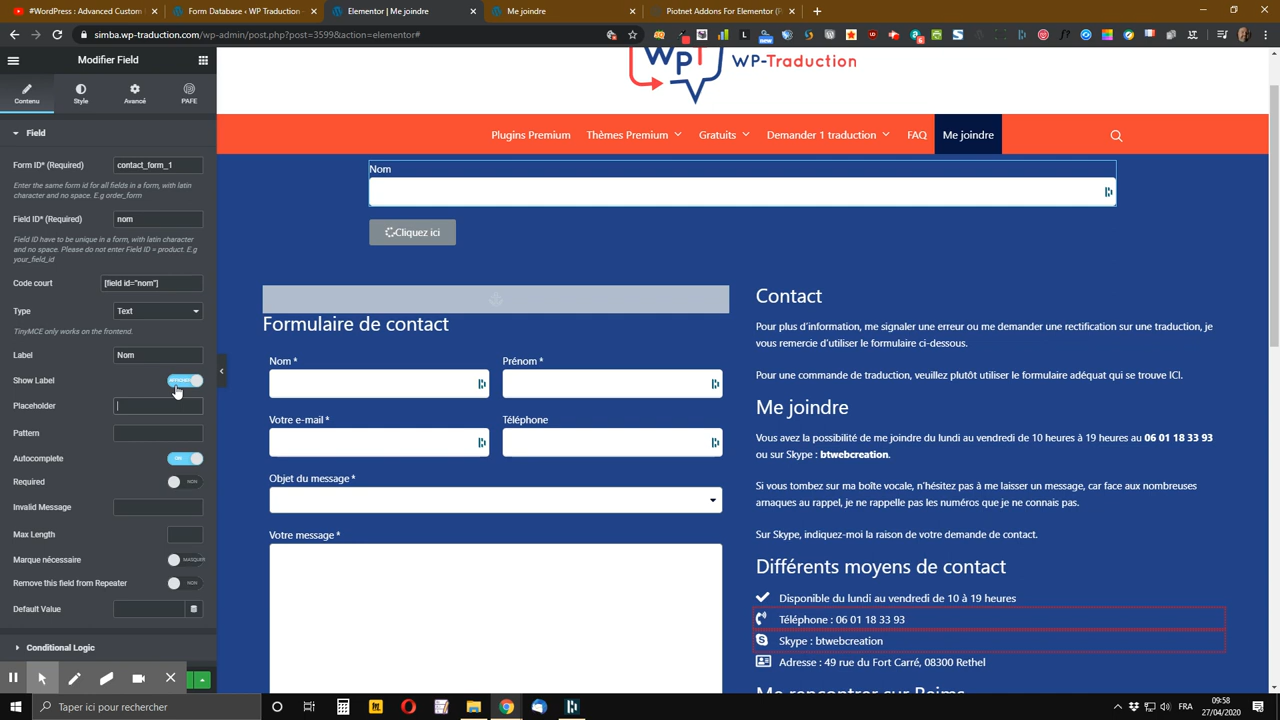 #WordPress : Annonce du
Elementor
Modifier Page
Pro Forms
Pro Forms — Addon
simba.wp-traduction.com/wp-admin/post.php?post=3599&action=elementor#
Modifier Field
Contenu
Style
Avancé
PAFE
Field
Form ID* (Required)
contact_form_1
Enter the same form id for all fields in a form, with latin
character and no space. E.g order_form
Field ID* (Required)
nom
Field ID have to be unique in a form, with latin character
and no space. Please do not enter Field ID = product. E.g
your_field_id
Code court
[field id="nom"]
Type
Text
TinyMCE only works on the frontend.
Label
Nom
Show Label
Placeholder
Pattern
Autocomplete
Required
Invalid Message
Max Length
Marque nécessaire
Remove this field from Repeater
Default Value
Conditional Logic
WP-Traduction
Plugins Premium
Thèmes Premium
Gratuits
Demander 1 traduction
FAQ
Me joindre
Nom
Cliquez ici
Formulaire de contact
Nom *
Prénom *
Votre e-mail *
Téléphone
Objet du message *
Votre message *
Contact
Pour plus d'information, me signaler une erreur ou me demander une rectification sur une traduction, je
vous remercie d'utiliser le formulaire ci-dessous.
Pour une commande de traduction, veuillez plutôt utiliser le formulaire adéquat qui se trouve ICI.
Me joindre
Vous avez la possibilité de me joindre du lundi au vendredi de 10 heures à 19 heures au 06 01 18 33 93
ou sur Skype : btwebcreation.
Si vous tombez sur ma boîte vocale, n'hésitez pas à me laisser un message, car face aux nombreuses
arnaques au rappel, je ne rappelle pas les numéros que je ne connais pas.
Sur Skype, indiquez-moi la raison de votre demande de contact.
Différents moyens de contact
Disponible du lundi au vendredi de 10 à 19 heures
Téléphone : 06 01 18 33 93
Skype : btwebcreation
Adresse : 49 rue du Fort Carré, 08300 Rethel
Me rencontrer sur Reims
Taper ici pour rechercher
FRA
09:58
27/04/2020